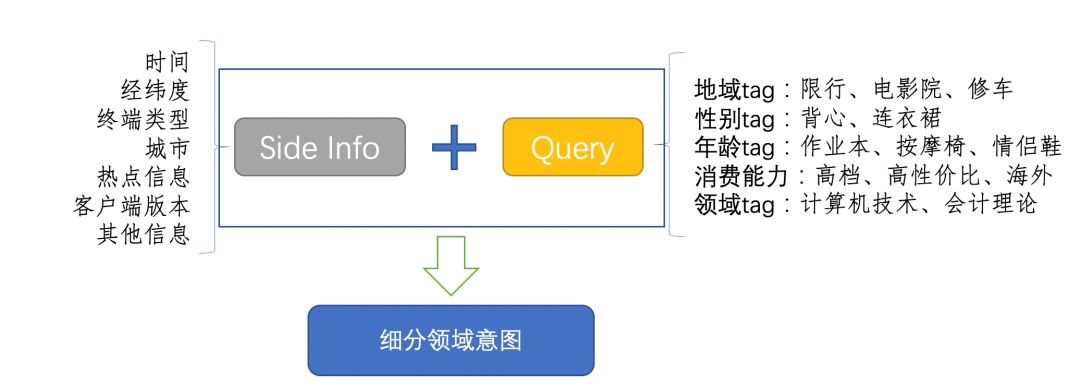 时间
经纬度
终端类型
城市
热点信息
客户端版本
其他信息
Side Info
+
Query
地域tag：限行、电影院、修车
性别tag：背心、连衣裙
年龄tag：作业本、按摩椅、情侣鞋
消费能力：高档、高性价比、海外
领域tag：计算机技术、会计理论
细分领域意图